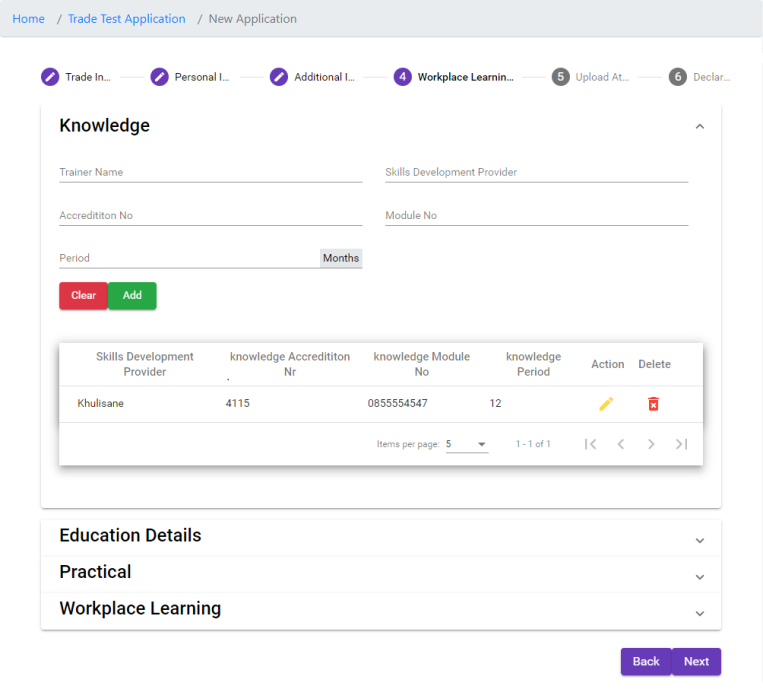 Home / Trade Test Application / New Application
Trade In... Personal I... Additional I... 4 Workplace Learnin... 5 Upload At... 6 Declar...
Knowledge
Trainer Name Skills Development Provider
Accredititon No Module No
Period Months
Clear Add
Skills Development Provider knowledge Accredititon Nr knowledge Module No knowledge Period Action Delete
Khulisane 4115 0855554547 12
Items per page: 5 1 - 1 of 1
Education Details
Practical
Workplace Learning
Back Next